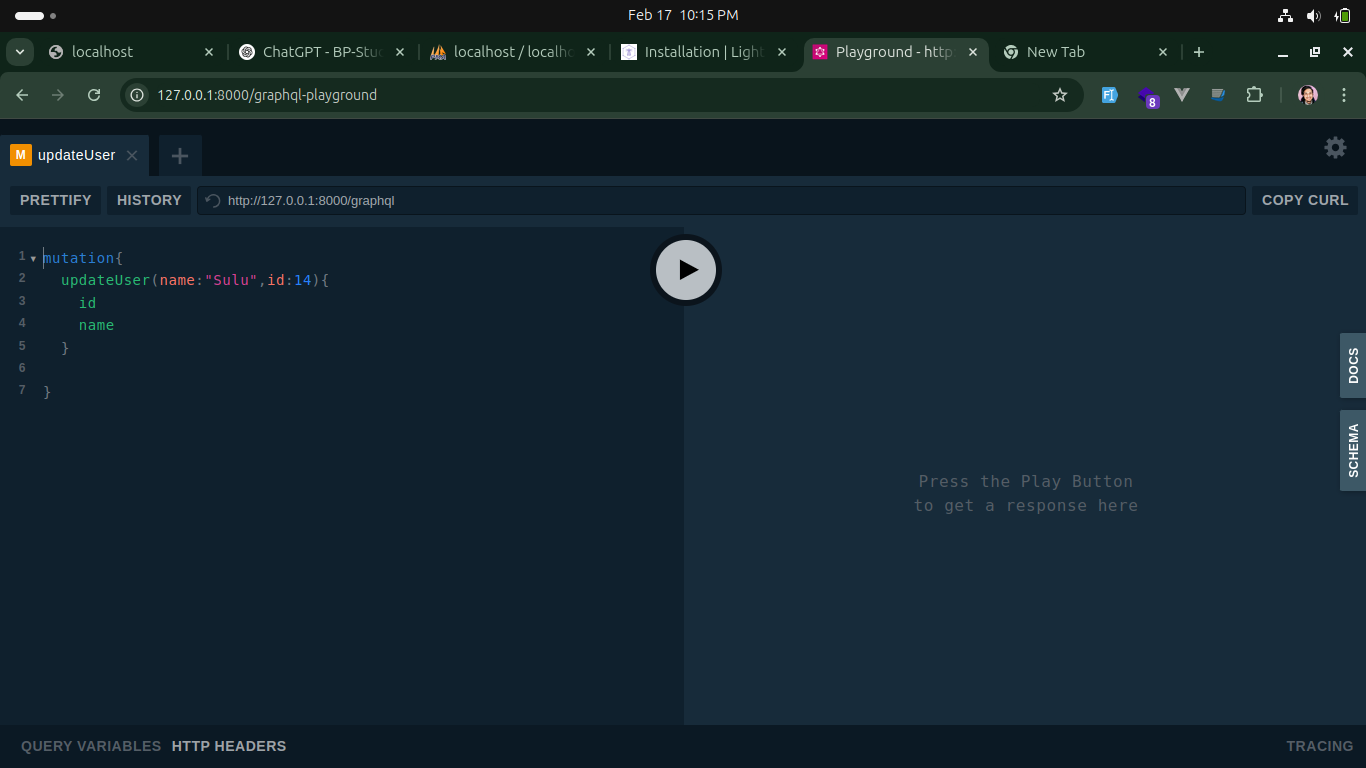 Feb 17 10:15 PM
localhost
ChatGPT - BP-Stu
localhost / localho
Installation | Light
Playground - http
New Tab
127.0.0.1:8000/graphql-playground
8
M updateUser
PRETTIFY HISTORY http://127.0.0.1:8000/graphql COPY CURL
1 mutation{
2 updateUser(name:"Sulu",id:14){
3 id
4 name
5 }
6
7 }
Press the Play Button
to get a response here
DOCS
SCHEMA
QUERY VARIABLES HTTP HEADERS TRACING